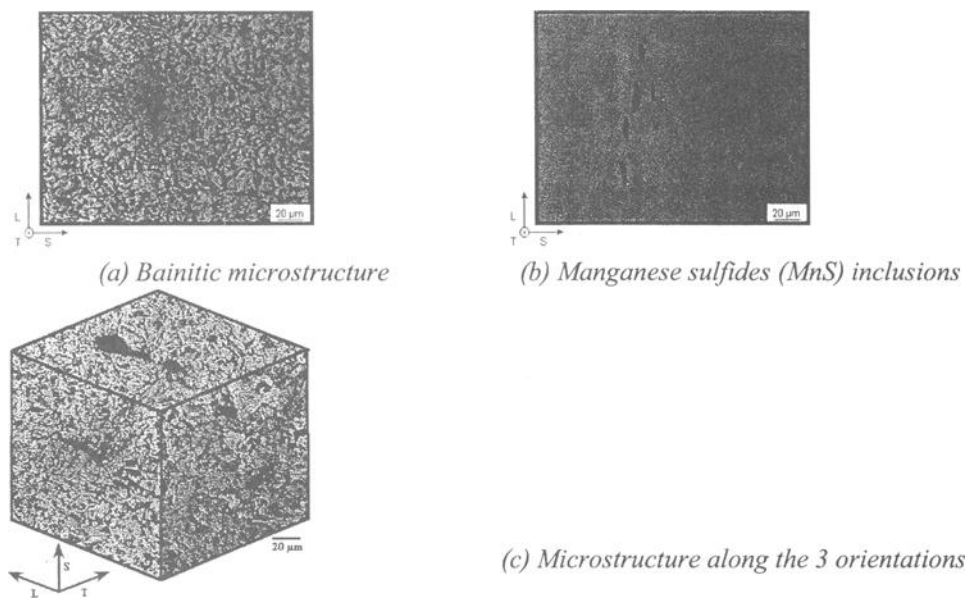 20 µm
L
T S
(a) Bainitic microstructure
20 µm
L
T S
(b) Manganese sulfides (MnS) inclusions
20 µm
S
L T
(c) Microstructure along the 3 orientations